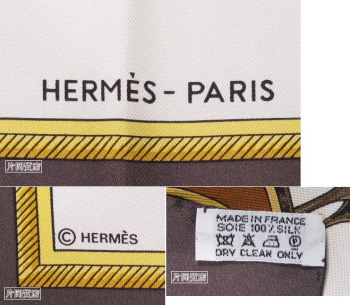 HERMÈS - PARIS
© HERMÈS
MADE IN FRANCE
SOIE 100% SILK
DRY CLEAN ONLY